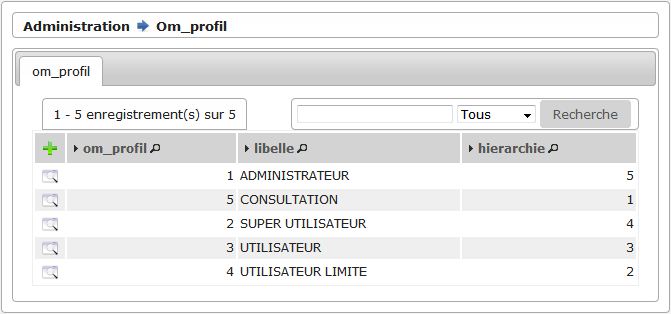 Administration Om_profil
om_profil
1 - 5 enregistrement(s) sur 5 Tous Recherche
om_profil libelle hierarchie
1 ADMINISTRATEUR 5
5 CONSULTATION 1
2 SUPER UTILISATEUR 4
3 UTILISATEUR 3
4 UTILISATEUR LIMITE 2